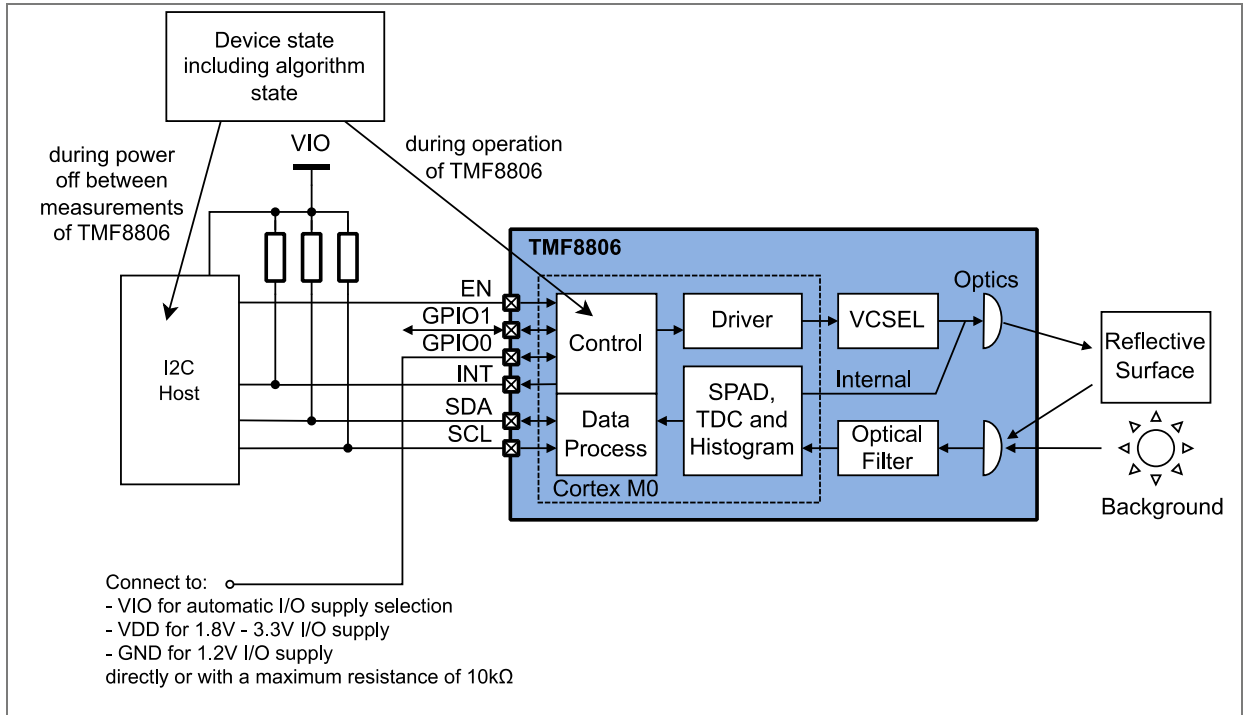 Device state
including algorithm
state
during power
off between
measurements
of TMF8806
VIO
during operation
of TMF8806
TMF8806
I2C
Host
EN
GPIO1
GPIO0
INT
SDA
SCL
Control
Data
Process
Cortex M0
Driver
VCSEL
Optics
SPAD,
TDC and
Histogram
Internal
Optical
Filter
Reflective
Surface
Background
Connect to:
- VIO for automatic I/O supply selection
- VDD for 1.8V - 3.3V I/O supply
- GND for 1.2V I/O supply
directly or with a maximum resistance of 10kΩ